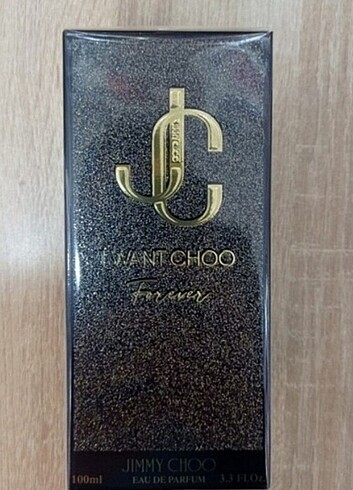 JC
I WANT CHOO
Forever
JIMMY CHOO
100ml EAU DE PARFUM 3.3 FL.Oz